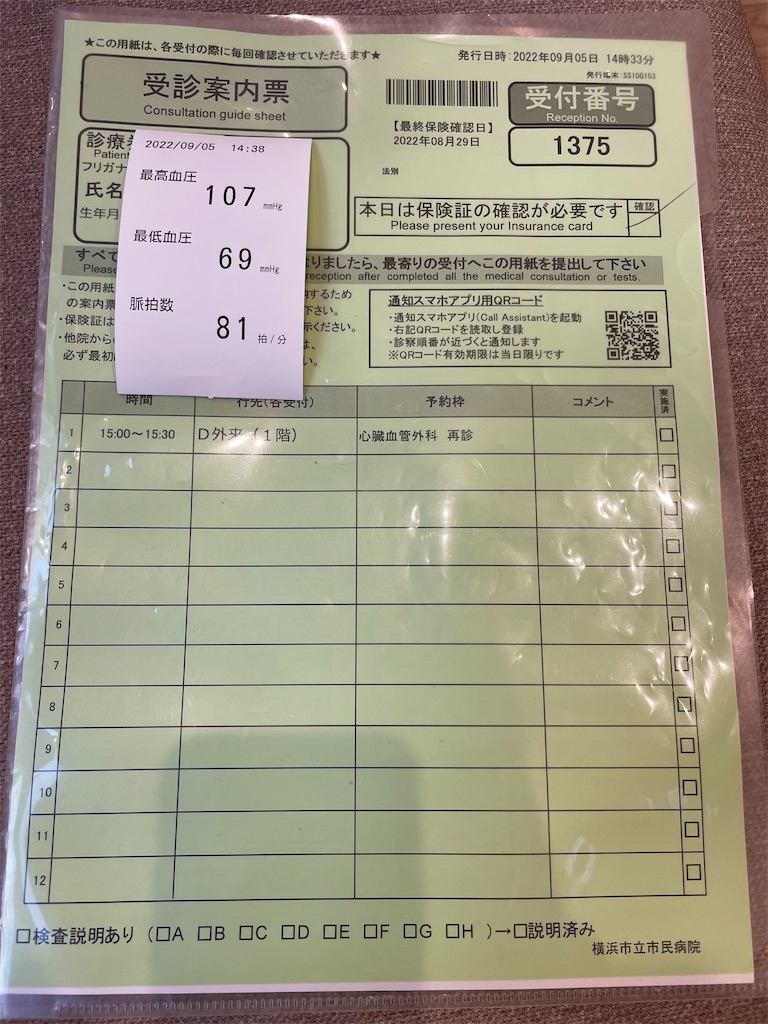 ★この用紙は、各受付の際に毎回確認させていただきます★
発行日時:2022年09月05日 14時33分
発行端末:SS10G153
受診案内票
Consultation guide sheet
受付番号
Reception No.
1375
【最終保険確認日】
2022年08月29日
法別
診療
Patient
フリガナ
氏名
生年月
本日は保険証の確認が必要です
Please present your Insurance card
確認
2022/09/05 14:38
最高血圧
107 mmHg
最低血圧
69 mmHg
脈拍数
81 拍/分
すべて
なりましたら、最寄りの受付へこの用紙を提出して下さい
Please
reception after completed all the medical consultation or tests.
・この用紙
するため
の案内票
下さい。
・保険証は
示ください。
・他院から
は、
必ず最初
い。
通知スマホアプリ用QRコード
・通知スマホアプリ(Call Assistant)を起動
・右記QRコードを読取し登録
・診察順番が近づくと通知します
※QRコード有効期限は当日限りです
時間 行先(各受付) 予約枠 コメント 実施済
1 15:00～15:30 D外来 (1階) 心臓血管外科 再診 □
2 □
3 □
4 □
5 □
6 □
7 □
8 □
9 □
10 □
11 □
12 □
□検査説明あり (□A □B □C □D □E □F □G □H )→□説明済み
横浜市立市民病院